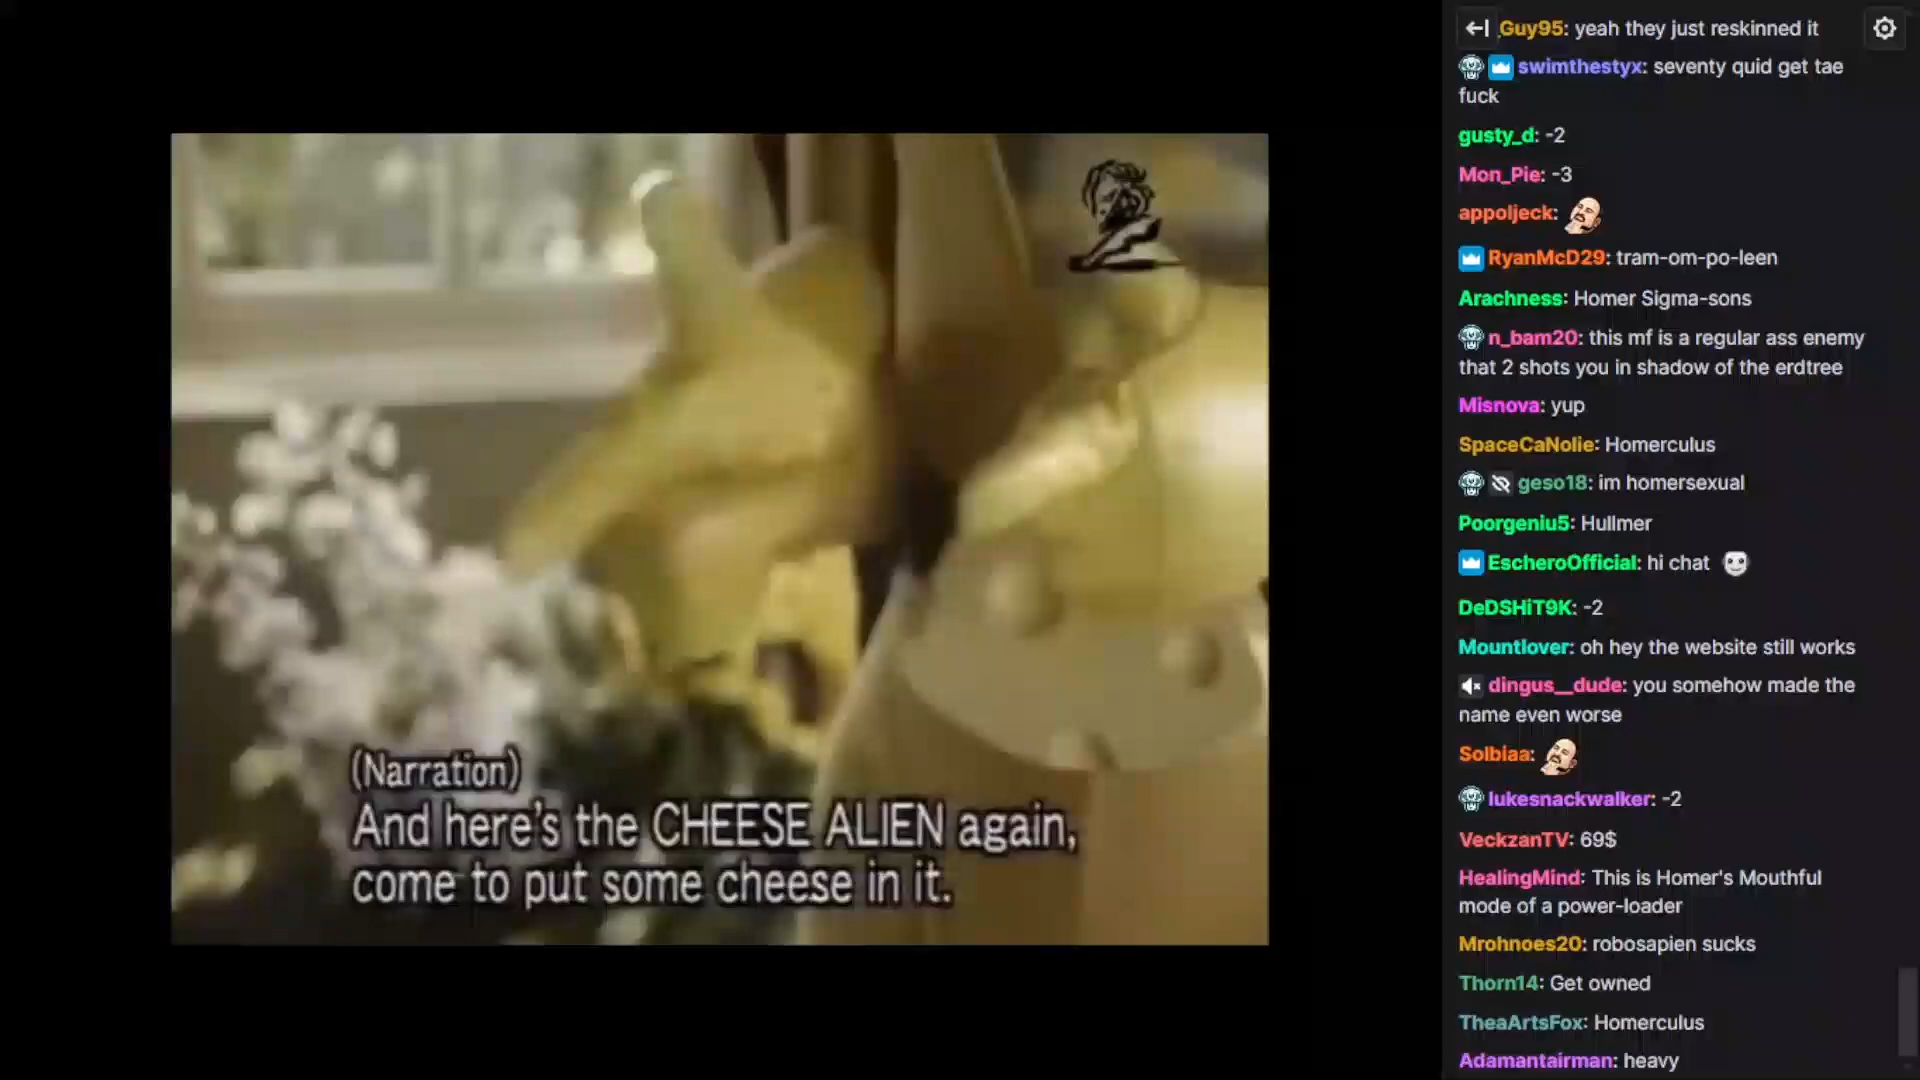 (Narration)
And here's the CHEESE ALIEN again,
come to put some cheese in it.
Guy95: yeah they just reskinned it
swimthestyx: seventy quid get tae
fuck
gusty_d: -2
Mon_Pie: -3
appoljeck:
RyanMcD29: tram-om-po-leen
Arachness: Homer Sigma-sons
n_bam20: this mf is a regular ass enemy
that 2 shots you in shadow of the erdtree
Misnova: yup
SpaceCaNolie: Homerculus
geso18: im homersexual
Poorgeniu5: Hullmer
EscheroOfficial: hi chat
DeDSHiT9K: -2
Mountlover: oh hey the website still works
dingus__dude: you somehow made the
name even worse
Solbiaa:
lukesnackwalker: -2
VeckzanTV: 69$
HealingMind: This is Homer's Mouthful
mode of a power-loader
Mrohnoes20: robosapien sucks
Thorn14: Get owned
TheaArtsFox: Homerculus
Adamantairman: heavy